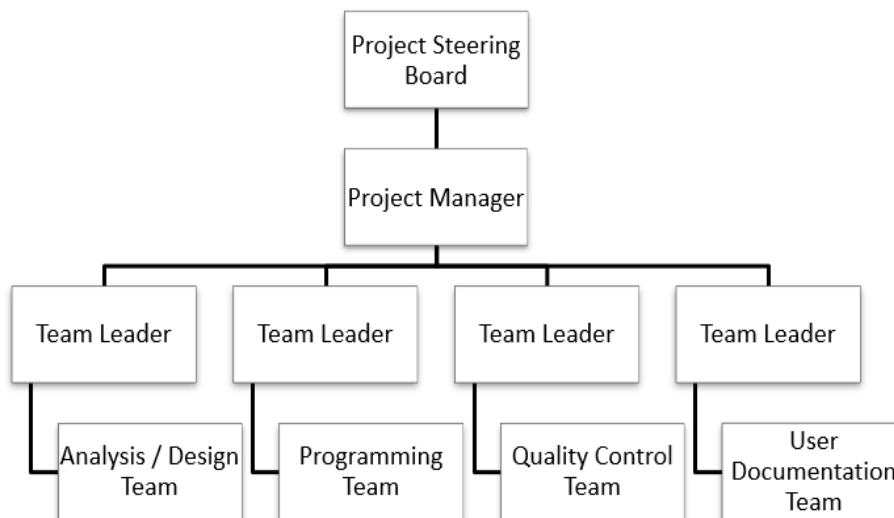 Project Steering
Board
Project Manager
Team Leader
Team Leader
Team Leader
Team Leader
Analysis / Design
Team
Programming
Team
Quality Control
Team
User
Documentation
Team